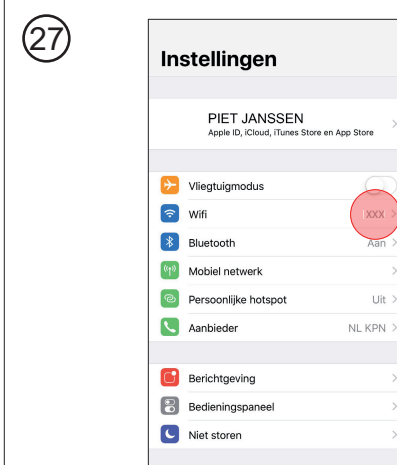 27
Instellingen
PIET JANSSEN
Apple ID, iCloud, iTunes Store en App Store
Vliegtuigmodus
Wifi XXX
Bluetooth Aan
Mobiel netwerk
Persoonlijke hotspot Uit
Aanbieder NL KPN
Berichtgeving
Bedieningspaneel
Niet storen